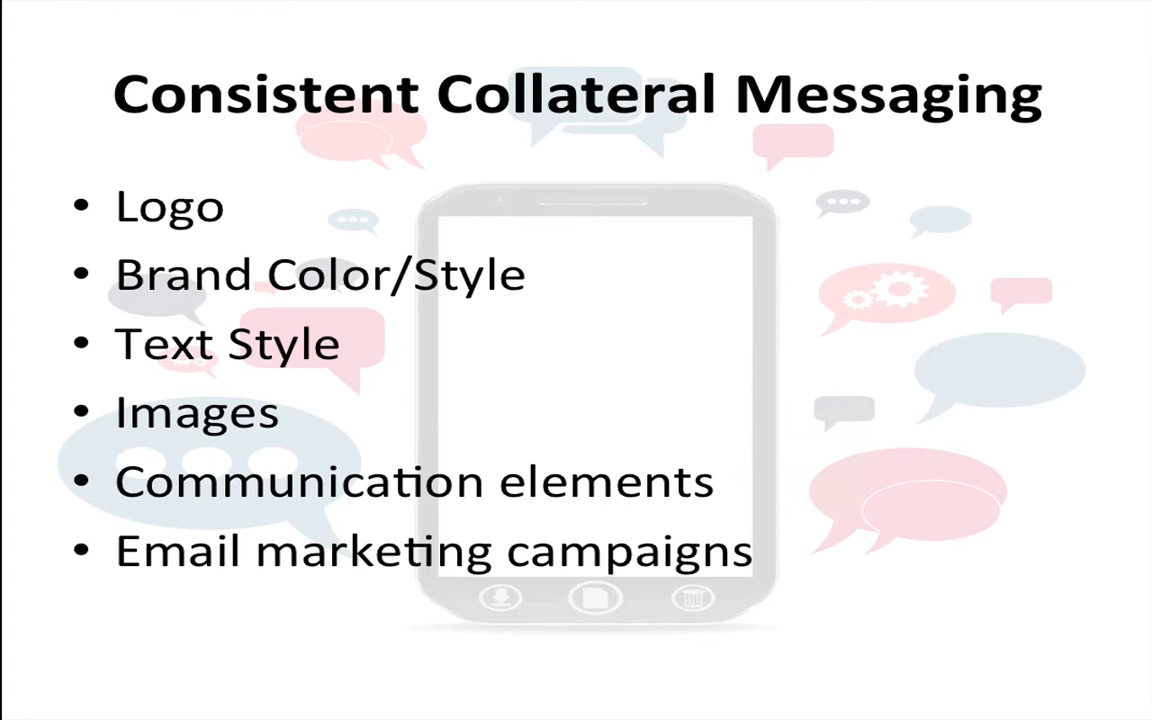 Consistent Collateral Messaging
• Logo
• Brand Color/Style
• Text Style
• Images
• Communication elements
• Email marketing campaigns